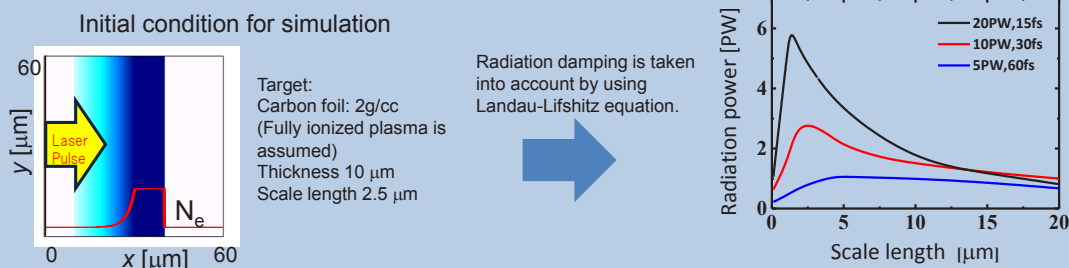 Initial condition for simulation
60
y [μm]
Laser
Pulse
Nₑ
0
x [μm]
60
Target:
Carbon foil: 2g/cc
(Fully ionized plasma is
assumed)
Thickness 10 μm
Scale length 2.5 μm
Radiation damping is taken
into account by using
Landau-Lifshitz equation.
Radiation power [PW]
6
4
2
0
20PW,15fs
10PW,30fs
5PW,60fs
0
5
10
15
20
Scale length [μm]